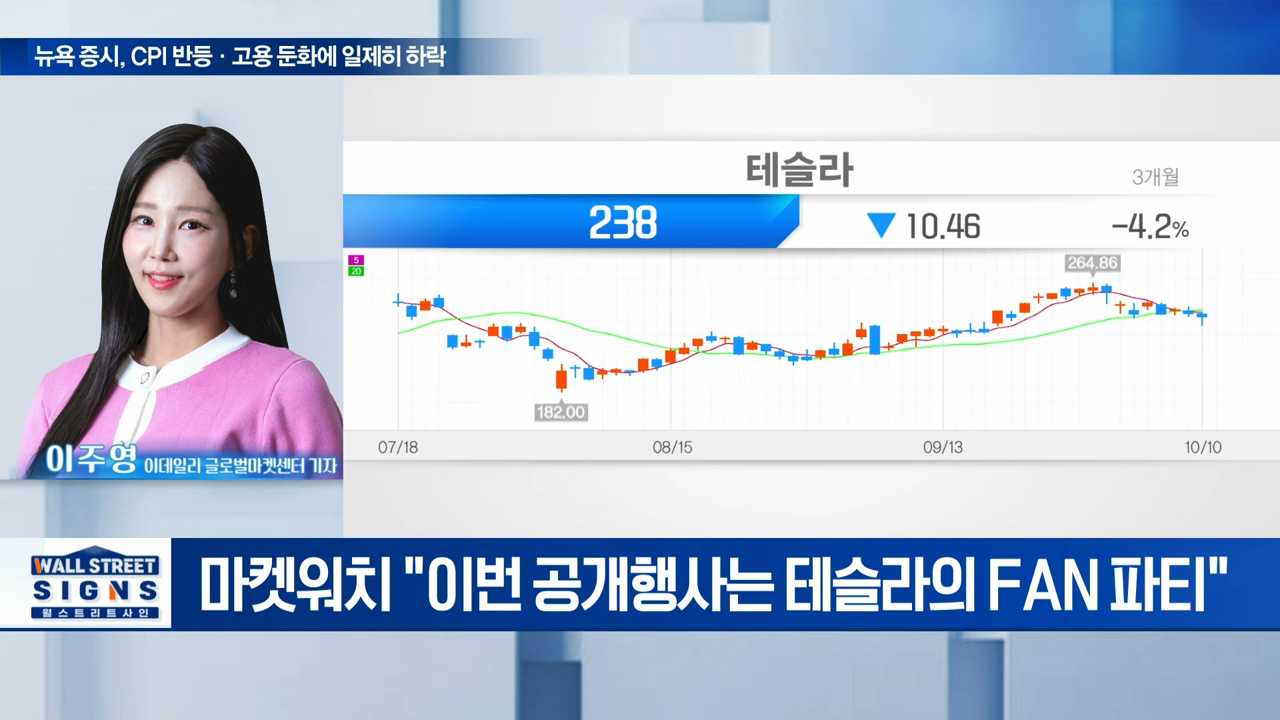 뉴욕 증시, CPI 반등 · 고용 둔화에 일제히 하락
테슬라
3개월
238
▼ 10.46
-4.2%
5
20
264.86
182.00
07/18
08/15
09/13
10/10
이주영 이데일리 글로벌마켓센터 기자
WALL STREET
SIGNS
월스트리트사인
마켓워치 "이번 공개행사는 테슬라의 FAN 파티"